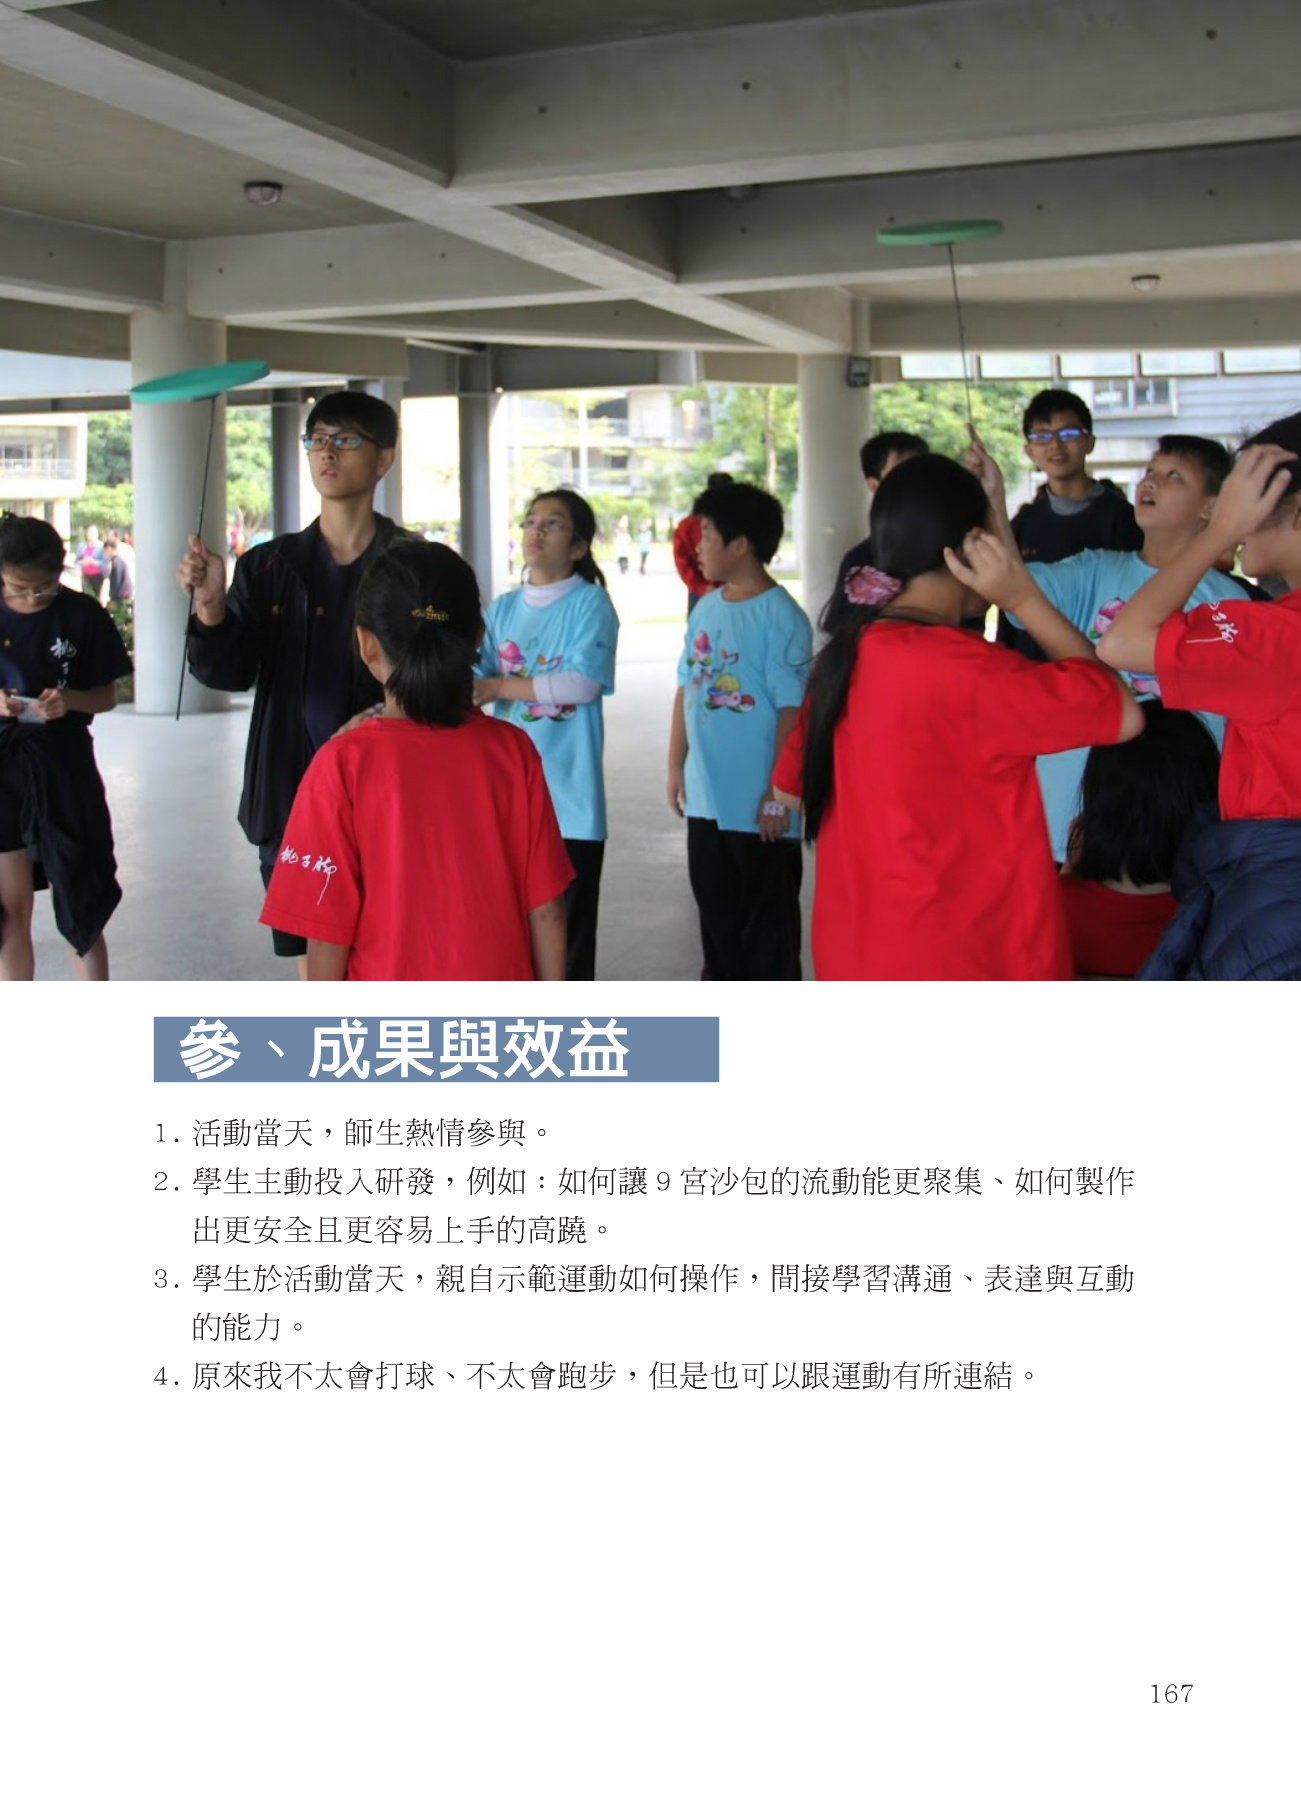 桃子腳
參、成果與效益
1. 活動當天，師生熱情參與。
2. 學生主動投入研發，例如：如何讓 9 宮沙包的流動能更聚集、如何製作
出更安全且更容易上手的高蹺。
3. 學生於活動當天，親自示範運動如何操作，間接學習溝通、表達與互動
的能力。
4. 原來我不太會打球、不太會跑步，但是也可以跟運動有所連結。
167